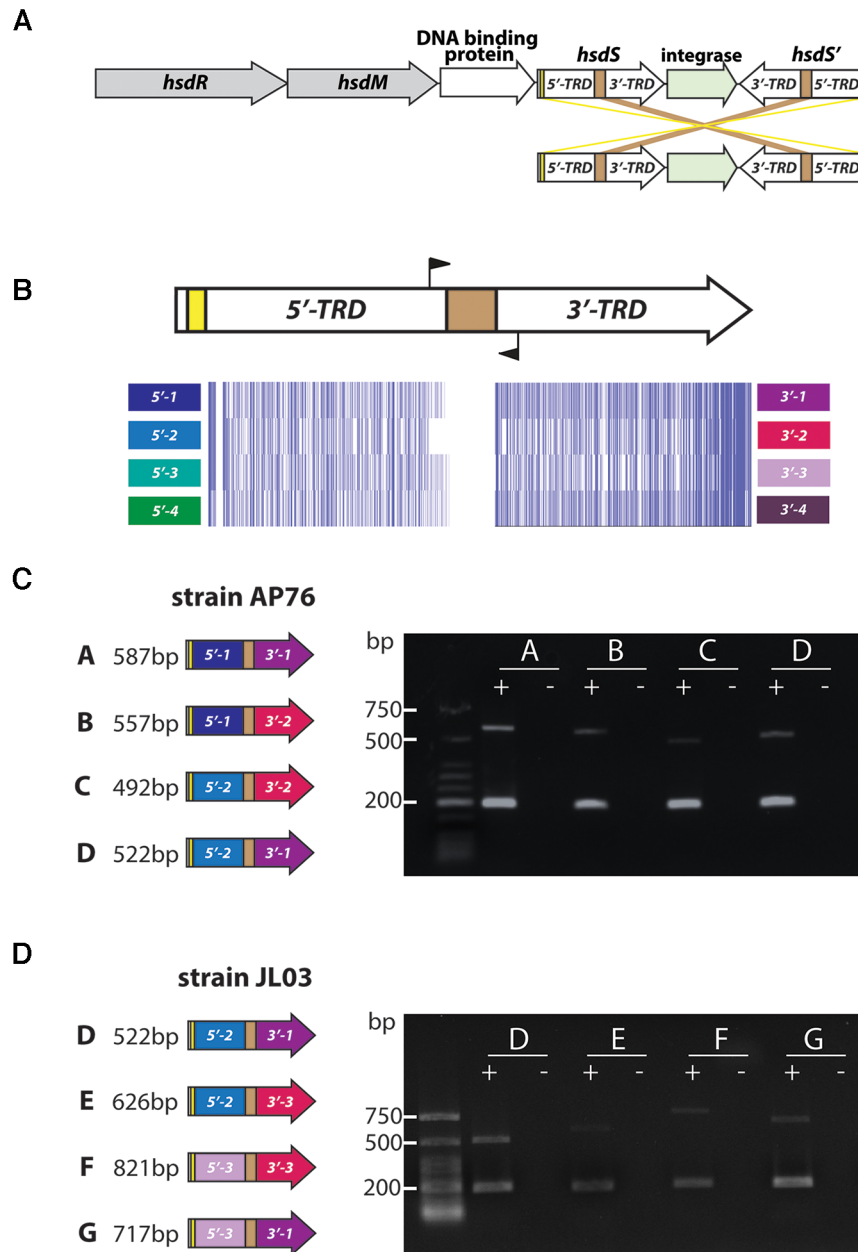 A
DNA binding
protein
hsdS
integrase
hsdS'
hsdR
hsdM
5'-TRD
3'-TRD
3'-TRD
5'-TRD
5'-TRD
3'-TRD
3'-TRD
5'-TRD
B
5'-TRD
3'-TRD
5'-1
3'-1
5'-2
3'-2
5'-3
3'-3
5'-4
3'-4
C
strain AP76
A 587bp 5'-1 3'-1
B 557bp 5'-1 3'-2
C 492bp 5'-2 3'-2
D 522bp 5'-2 3'-1
bp
A B C D
+ - + - + - + -
750
500
200
D
strain JL03
D 522bp 5'-2 3'-1
E 626bp 5'-2 3'-3
F 821bp 5'-3 3'-3
G 717bp 5'-3 3'-1
bp
D E F G
+ - + - + - + -
750
500
200